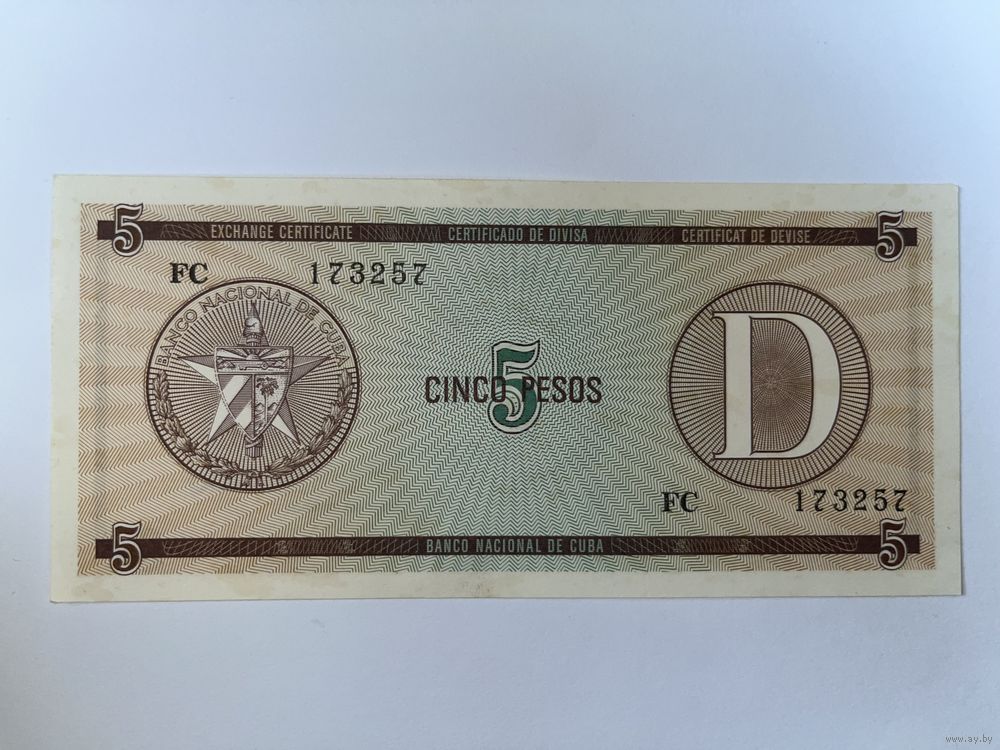 5 EXCHANGE CERTIFICATE CERTIFICADO DE DIVISA CERTIFICAT DE DEVISE 5
FC 173257
BANCO NACIONAL DE CUBA
5
CINCO PESOS
D
FC 173257
5 BANCO NACIONAL DE CUBA 5
www.ay.by